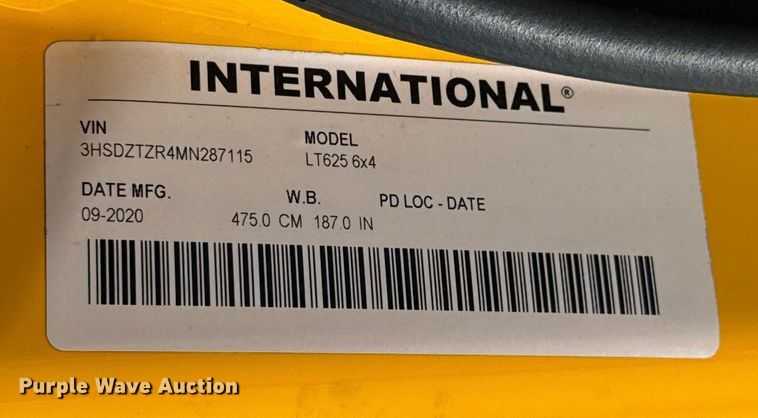 INTERNATIONAL®
VIN MODEL
3HSDZTZR4MN287115 LT625 6x4
DATE MFG. W.B. PD LOC - DATE
09-2020 475.0 CM 187.0 IN
Purple Wave Auction